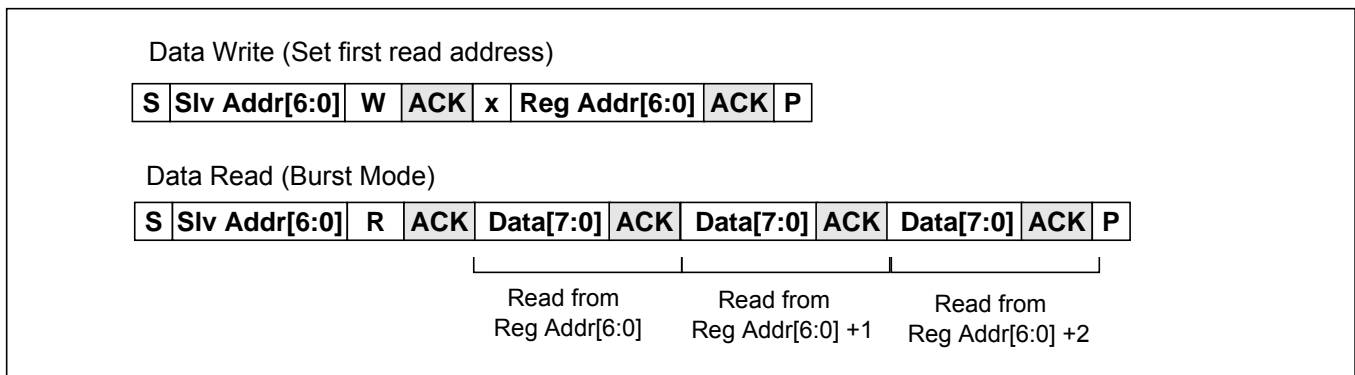 Data Write (Set first read address)
S Slv Addr[6:0] W ACK x Reg Addr[6:0] ACK P
Data Read (Burst Mode)
S Slv Addr[6:0] R ACK Data[7:0] ACK Data[7:0] ACK Data[7:0] ACK P
Read from Read from Read from
Reg Addr[6:0] Reg Addr[6:0] +1 Reg Addr[6:0] +2